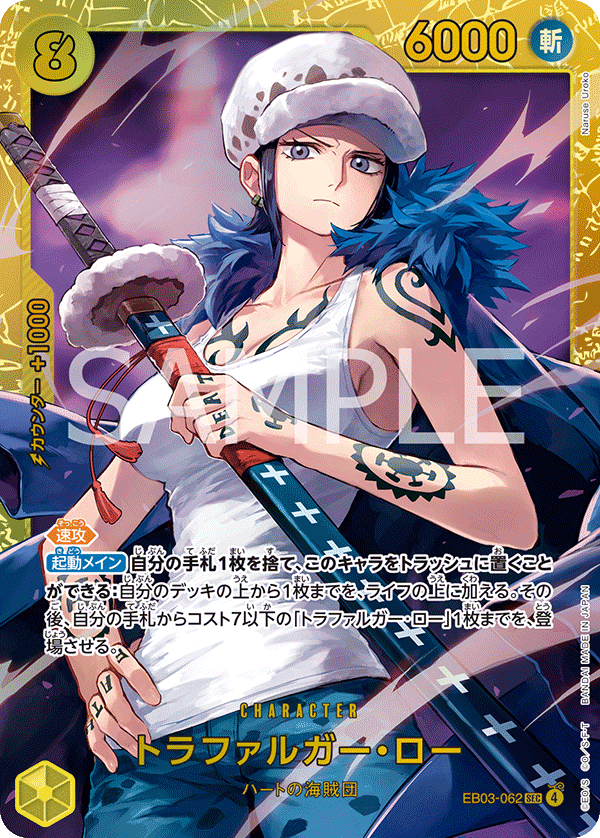 8
6000
斬
Naruse Uroko
カウンター +1000
SAMPLE
DEATH
速攻
起動メイン 自分の手札1枚を捨て、このキャラをトラッシュに置くこと
ができる:自分のデッキの上から1枚までを、ライフの上に加える。その
後、自分の手札からコスト7以下の「トラファルガー・ロー」1枚までを、登
場させる。
CHARACTER
トラファルガー・ロー
ハートの海賊団
EB03-062 SEC 4
©E.O/S ©O./S・F・T BANDAI MADE IN JAPAN